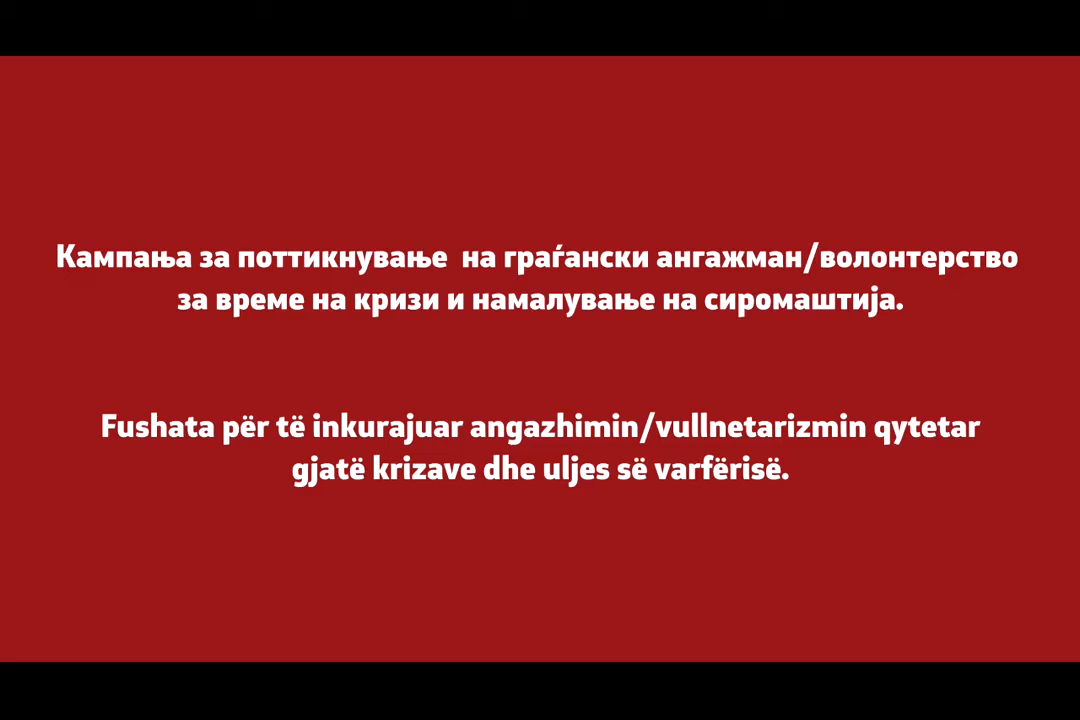 Кампања за поттикнување  на граѓански ангажман/волонтерство
за време на кризи и намалување на сиромаштија.
Fushata për të inkurajuar angazhimin/vullnetarizmin qytetar
gjatë krizave dhe uljes së varfërisë.